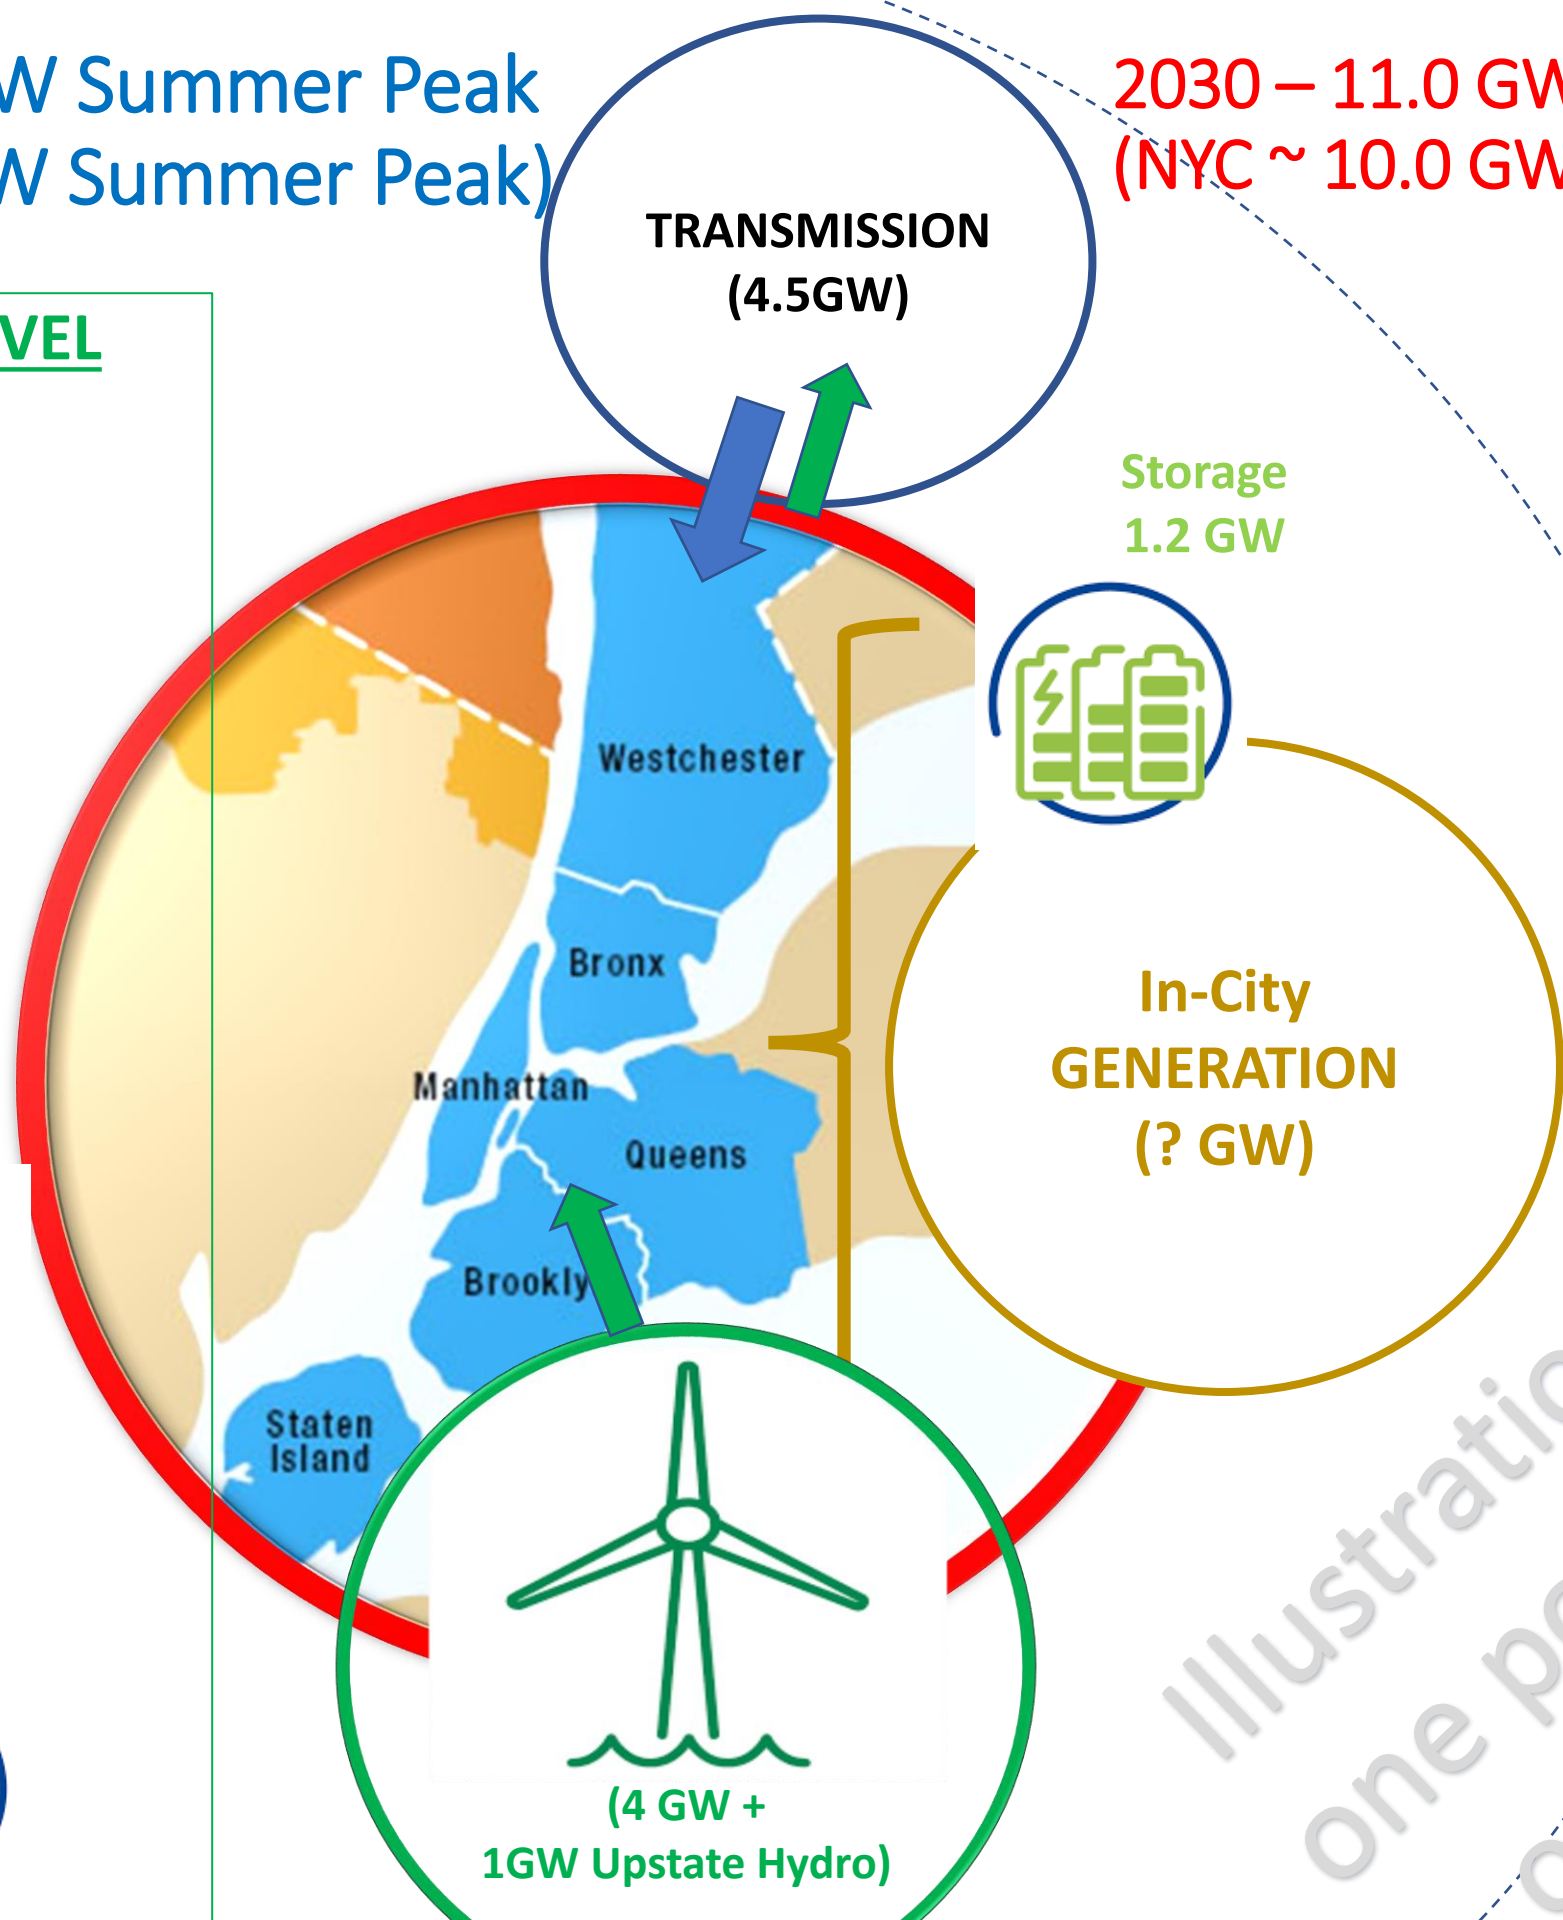 W Summer Peak
W Summer Peak)
2030 – 11.0 GW
(NYC ~ 10.0 GW
TRANSMISSION
(4.5GW)
VEL
Storage
1.2 GW
Westchester
Bronx
Manhattan
Queens
Brookly
Staten
Island
In-City
GENERATION
(? GW)
(4 GW +
1GW Upstate Hydro)
Illustratio
one po